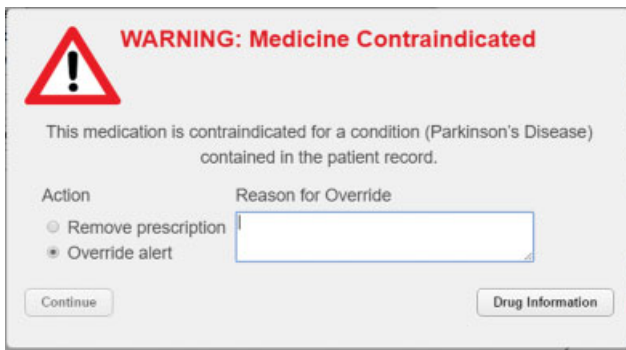 WARNING: Medicine Contraindicated
This medication is contraindicated for a condition (Parkinson's Disease)
contained in the patient record.
Action
Reason for Override
Remove prescription
Override alert
Continue
Drug Information